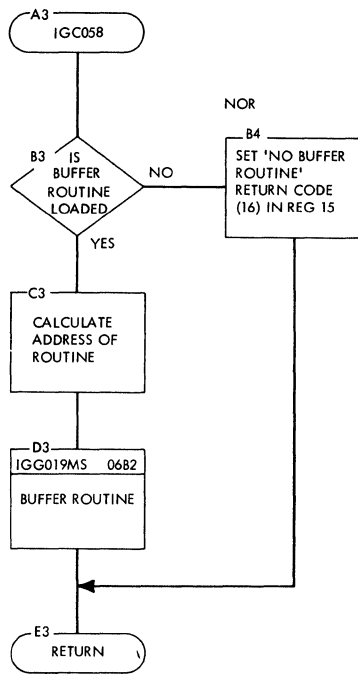 A3
IGC058
NOR
B3 IS
BUFFER
ROUTINE
LOADED
NO
YES
B4
SET 'NO BUFFER
ROUTINE'
RETURN CODE
(16) IN REG 15
C3
CALCULATE
ADDRESS OF
ROUTINE
D3
IGG019MS 06B2
BUFFER ROUTINE
E3
RETURN